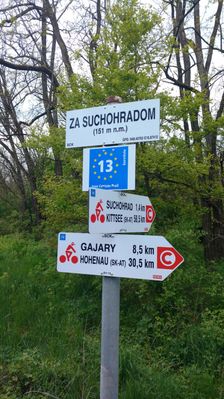 ZA SUCHOHRADOM
(151 m n.m.)
13
SUCHOHRAD 1,4 km
KITTSEE (SK-AT) 58,5 km
C
GAJARY 8,5 km
HOHENAU (SK-AT) 30,5 km
C